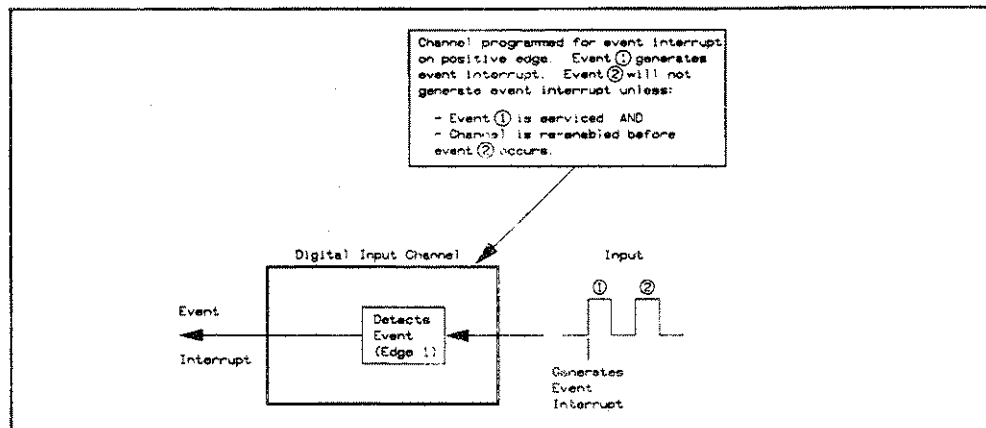 Channel programmed for event interrupt
on positive edge. Event ① generates
event interrupt. Event ② will not
generate event interrupt unless:
- Event ① is serviced AND
- Channel is re-enabled before
event ② occurs.
Digital Input Channel
Input
① ②
Event
Interrupt
Detects
Event
(Edge 1)
Generates
Event
Interrupt